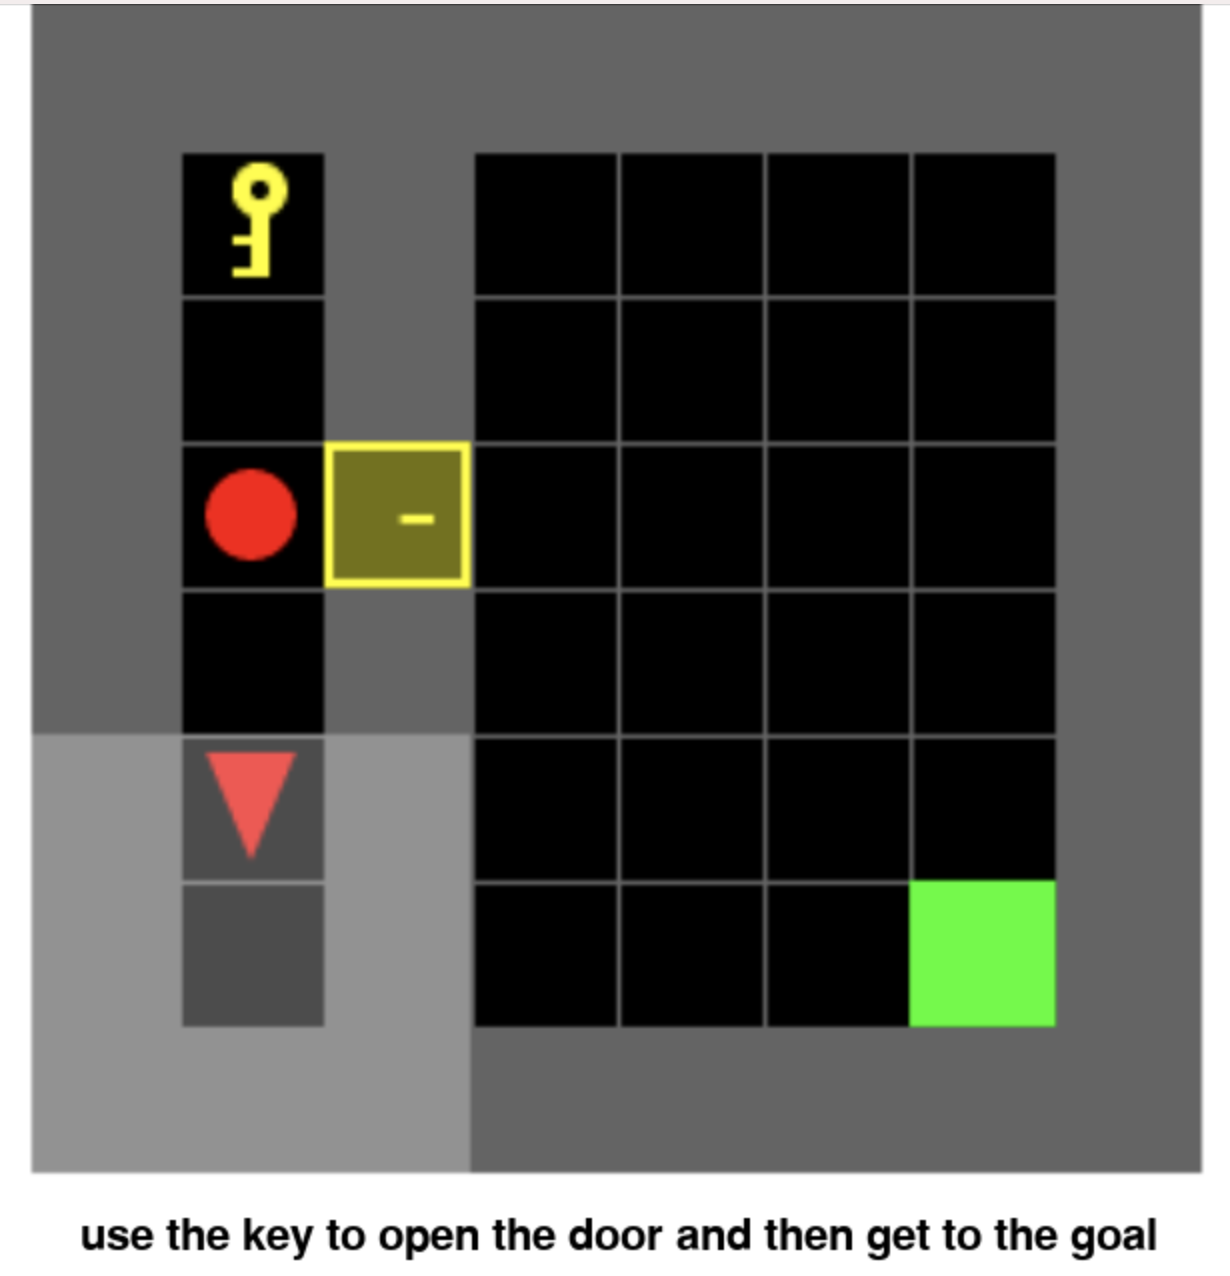 use the key to open the door and then get to the goal